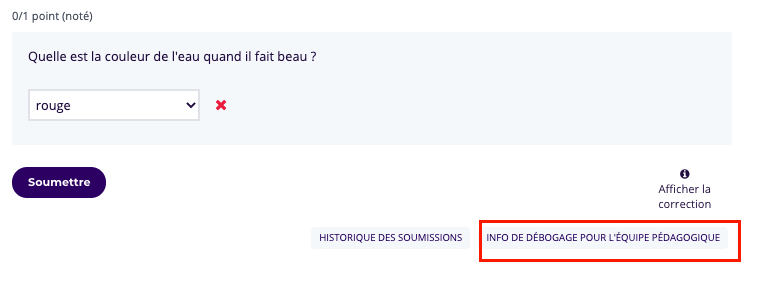 0/1 point (noté)
Quelle est la couleur de l'eau quand il fait beau ?
rouge
Soumettre
Afficher la
correction
HISTORIQUE DES SOUMISSIONS
INFO DE DÉBOGAGE POUR L'ÉQUIPE PÉDAGOGIQUE